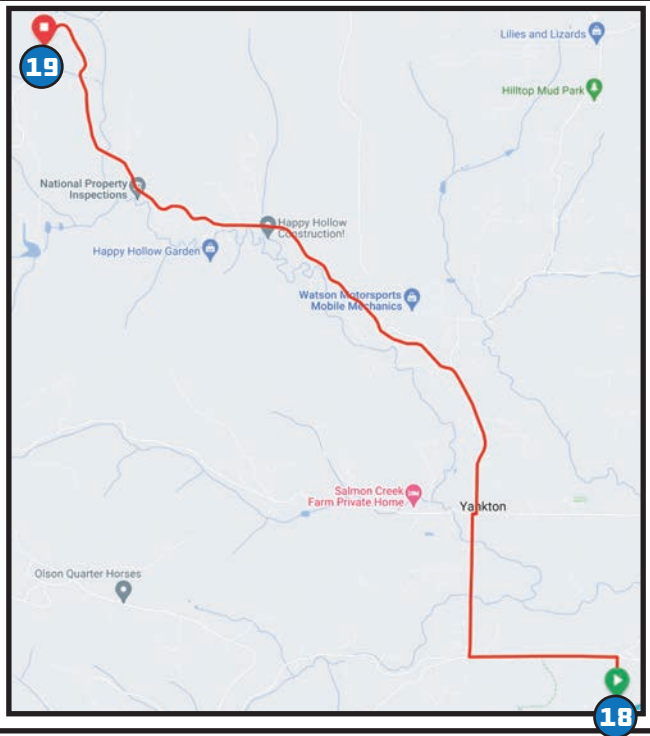 Lilies and Lizards
19
Hilltop Mud Park
National Property
Inspections
Happy Hollow
Construction!
Happy Hollow Garden
Watson Motorsports
Mobile Mechanics
Salmon Creek
Farm Private Home
Yankton
Olson Quarter Horses
18